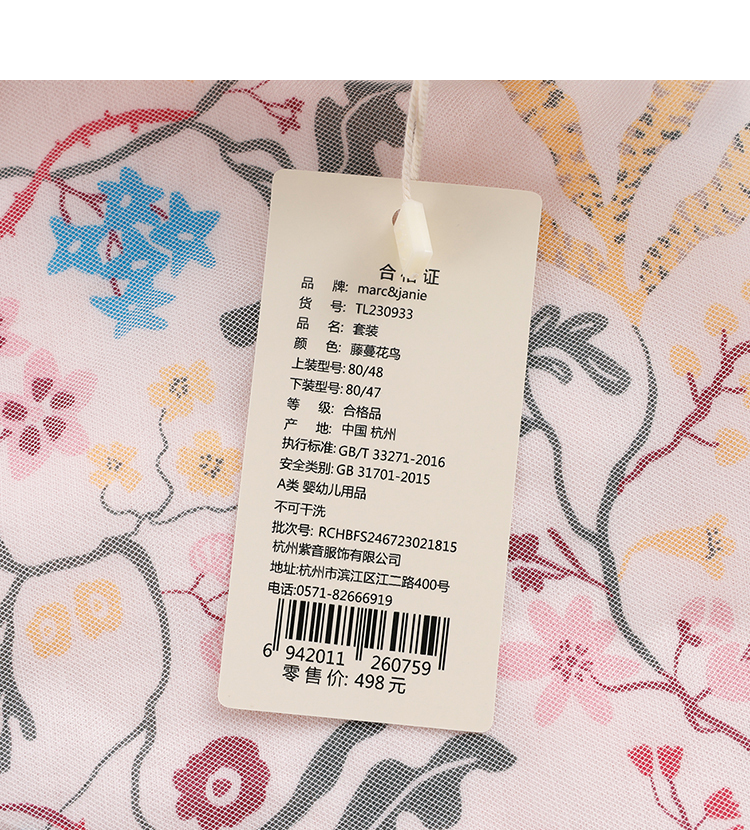 合格证
品 牌: marc&janie
货 号: TL230933
品 名: 套装
颜 色: 藤蔓花鸟
上装型号: 80/48
下装型号: 80/47
等 级: 合格品
产 地: 中国 杭州
执行标准: GB/T 33271-2016
安全类别: GB 31701-2015
A类 婴幼儿用品
不可干洗
批次号: RCHBFS246723021815
杭州紫音服饰有限公司
地址:杭州市滨江区江二路400号
电话:0571-82666919
6 942011 260759
零售价: 498 元